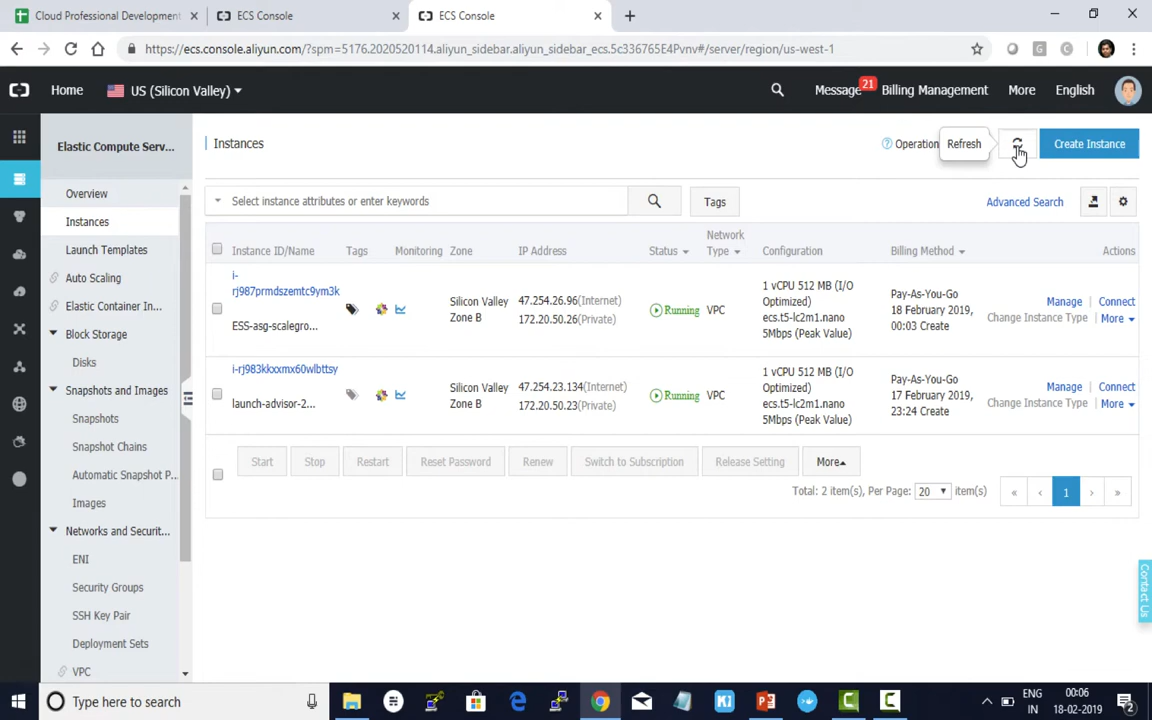 Cloud Professional Development
ECS Console
ECS Console
https://ecs.console.aliyun.com/?spm=5176.2020520114.aliyun_sidebar.aliyun_sidebar_ecs.5c336765E4Pvnv#/server/region/us-west-1
G
C
Home
US (Silicon Valley)
Message 21
Billing Management
More
English
Elastic Compute Serv...
Overview
Instances
Launch Templates
Auto Scaling
Elastic Container In...
Block Storage
Disks
Snapshots and Images
Snapshots
Snapshot Chains
Automatic Snapshot P...
Images
Networks and Securit...
ENI
Security Groups
SSH Key Pair
Deployment Sets
VPC
Instances
Operation
Refresh
Create Instance
Select instance attributes or enter keywords
Tags
Advanced Search
Instance ID/Name
Tags
Monitoring
Zone
IP Address
Status
Network
Type
Configuration
Billing Method
Actions
i-
rj987prmdszemtc9ym3k
ESS-asg-scalegro...
Silicon Valley
Zone B
47.254.26.96(Internet)
172.20.50.26(Private)
Running
VPC
1 vCPU 512 MB (I/O
Optimized)
ecs.t5-lc2m1.nano
5Mbps (Peak Value)
Pay-As-You-Go
18 February 2019,
00:03 Create
Manage | Connect
Change Instance Type | More
i-rj983kkxxmx60wlbttsy
launch-advisor-2...
Silicon Valley
Zone B
47.254.23.134(Internet)
172.20.50.23(Private)
Running
VPC
1 vCPU 512 MB (I/O
Optimized)
ecs.t5-lc2m1.nano
5Mbps (Peak Value)
Pay-As-You-Go
17 February 2019,
23:24 Create
Manage | Connect
Change Instance Type | More
Start
Stop
Restart
Reset Password
Renew
Switch to Subscription
Release Setting
More
Total: 2 item(s), Per Page: 20 item(s)
« ‹ 1 › »
Contact Us
Type here to search
ENG
IN
00:06
18-02-2019
2